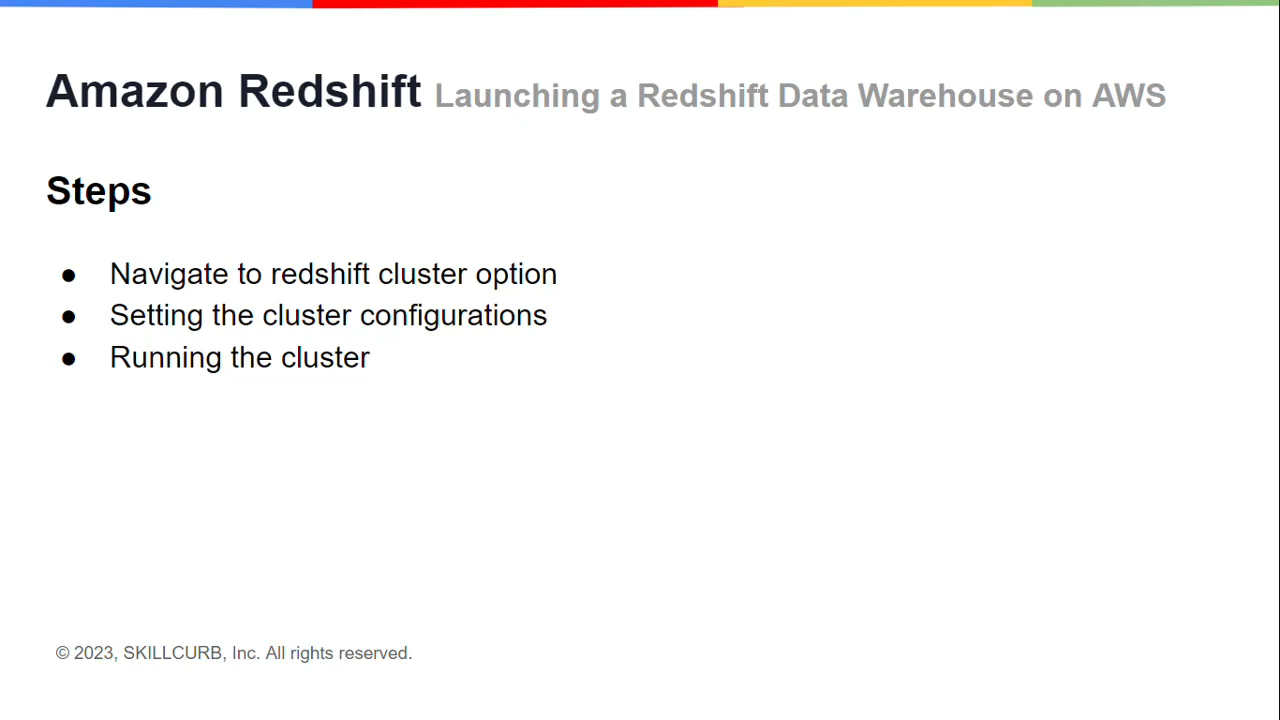 Amazon Redshift Launching a Redshift Data Warehouse on AWS
Steps
● Navigate to redshift cluster option
● Setting the cluster configurations
● Running the cluster
© 2023, SKILLCURB, Inc. All rights reserved.